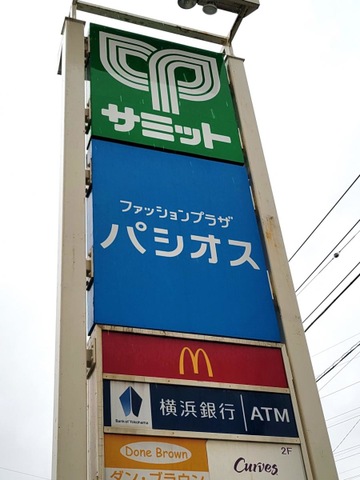 サミット
ファッションプラザ
パシオス
M
横浜銀行 ATM
Bank of Yokohama
2F
Done Brown
ダン・ブラウン
Curves